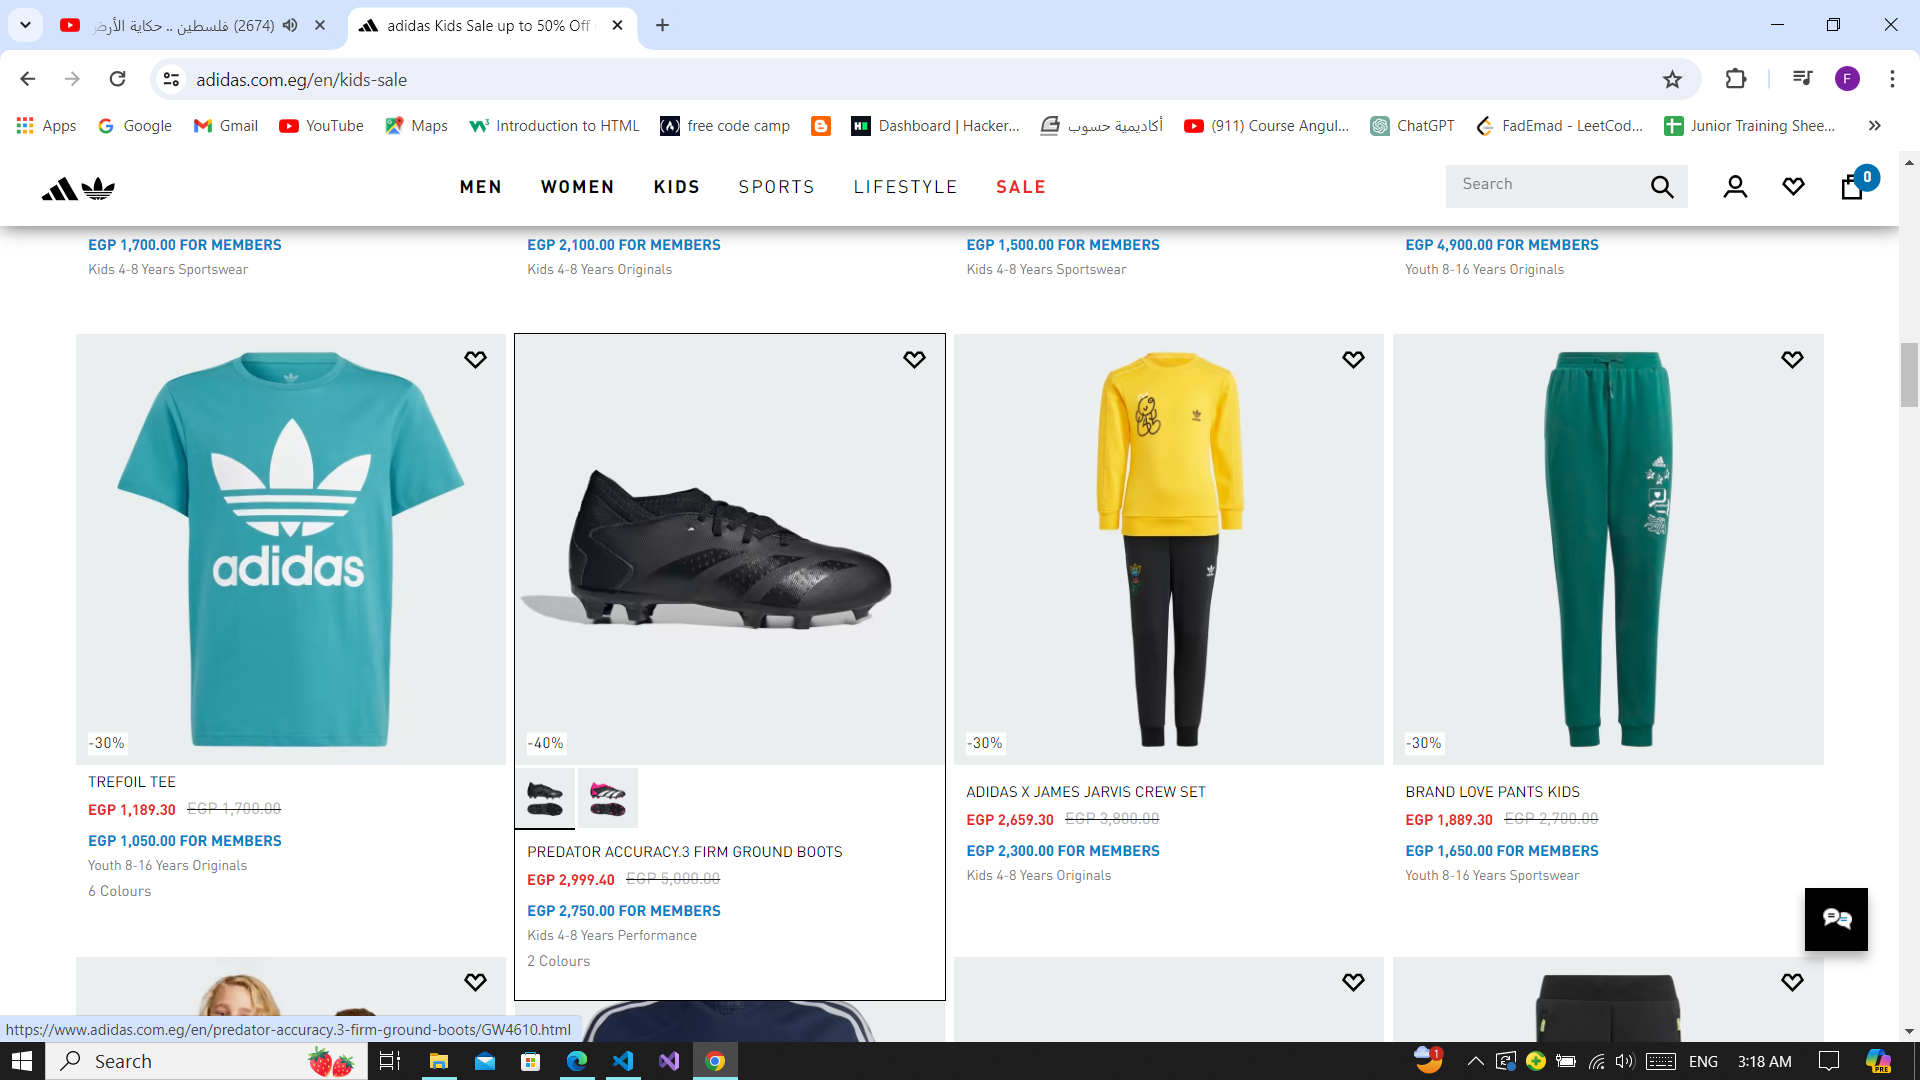 (2674) فلسطين .. حكاية الأرض
adidas Kids Sale up to 50% Off
adidas.com.eg/en/kids-sale
F
Apps
Google
Gmail
YouTube
Maps
Introduction to HTML
free code camp
Dashboard | Hacker...
أكاديمية حسوب
(911) Course Angul...
ChatGPT
FadEmad - LeetCod...
Junior Training Shee...
MEN
WOMEN
KIDS
SPORTS
LIFESTYLE
SALE
Search
0
EGP 1,700.00 FOR MEMBERS
Kids 4-8 Years Sportswear
EGP 2,100.00 FOR MEMBERS
Kids 4-8 Years Originals
EGP 1,500.00 FOR MEMBERS
Kids 4-8 Years Sportswear
EGP 4,900.00 FOR MEMBERS
Youth 8-16 Years Originals
adidas
-30%
TREFOIL TEE
EGP 1,189.30 EGP 1,700.00
EGP 1,050.00 FOR MEMBERS
Youth 8-16 Years Originals
6 Colours
-40%
PREDATOR ACCURACY.3 FIRM GROUND BOOTS
EGP 2,999.40 EGP 5,000.00
EGP 2,750.00 FOR MEMBERS
Kids 4-8 Years Performance
2 Colours
-30%
ADIDAS X JAMES JARVIS CREW SET
EGP 2,659.30 EGP 3,800.00
EGP 2,300.00 FOR MEMBERS
Kids 4-8 Years Originals
-30%
BRAND LOVE PANTS KIDS
EGP 1,889.30 EGP 2,700.00
EGP 1,650.00 FOR MEMBERS
Youth 8-16 Years Sportswear
https://www.adidas.com.eg/en/predator-accuracy.3-firm-ground-boots/GW4610.html
Search
1
ENG
3:18 AM
PRE